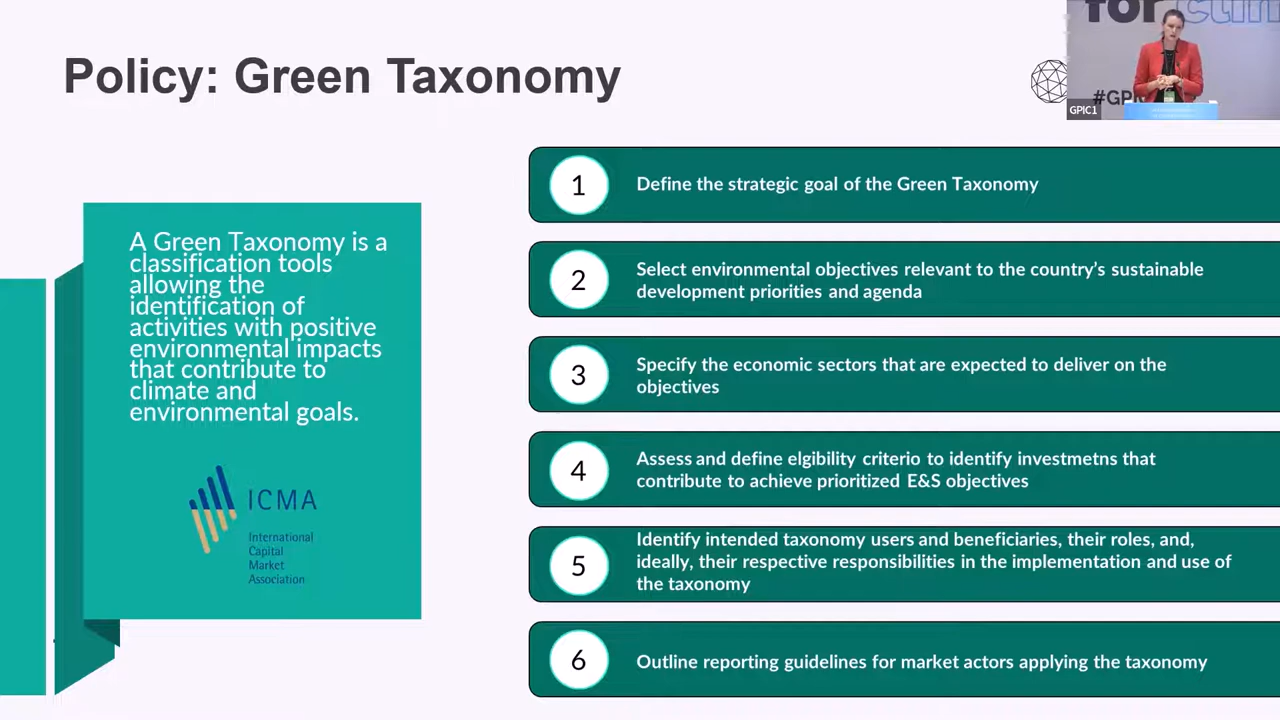 Policy: Green Taxonomy
for clim
#GPI
GPIC1
A Green Taxonomy is a
classification tools
allowing the
identification of
activities with positive
environmental impacts
that contribute to
climate and
environmental goals.
ICMA
International
Capital
Market
Association
1
Define the strategic goal of the Green Taxonomy
2
Select environmental objectives relevant to the country's sustainable
development priorities and agenda
3
Specify the economic sectors that are expected to deliver on the
objectives
4
Assess and define elgibility criterio to identify investmetns that
contribute to achieve prioritized E&S objectives
5
Identify intended taxonomy users and beneficiaries, their roles, and,
ideally, their respective responsibilities in the implementation and use of
the taxonomy
6
Outline reporting guidelines for market actors applying the taxonomy